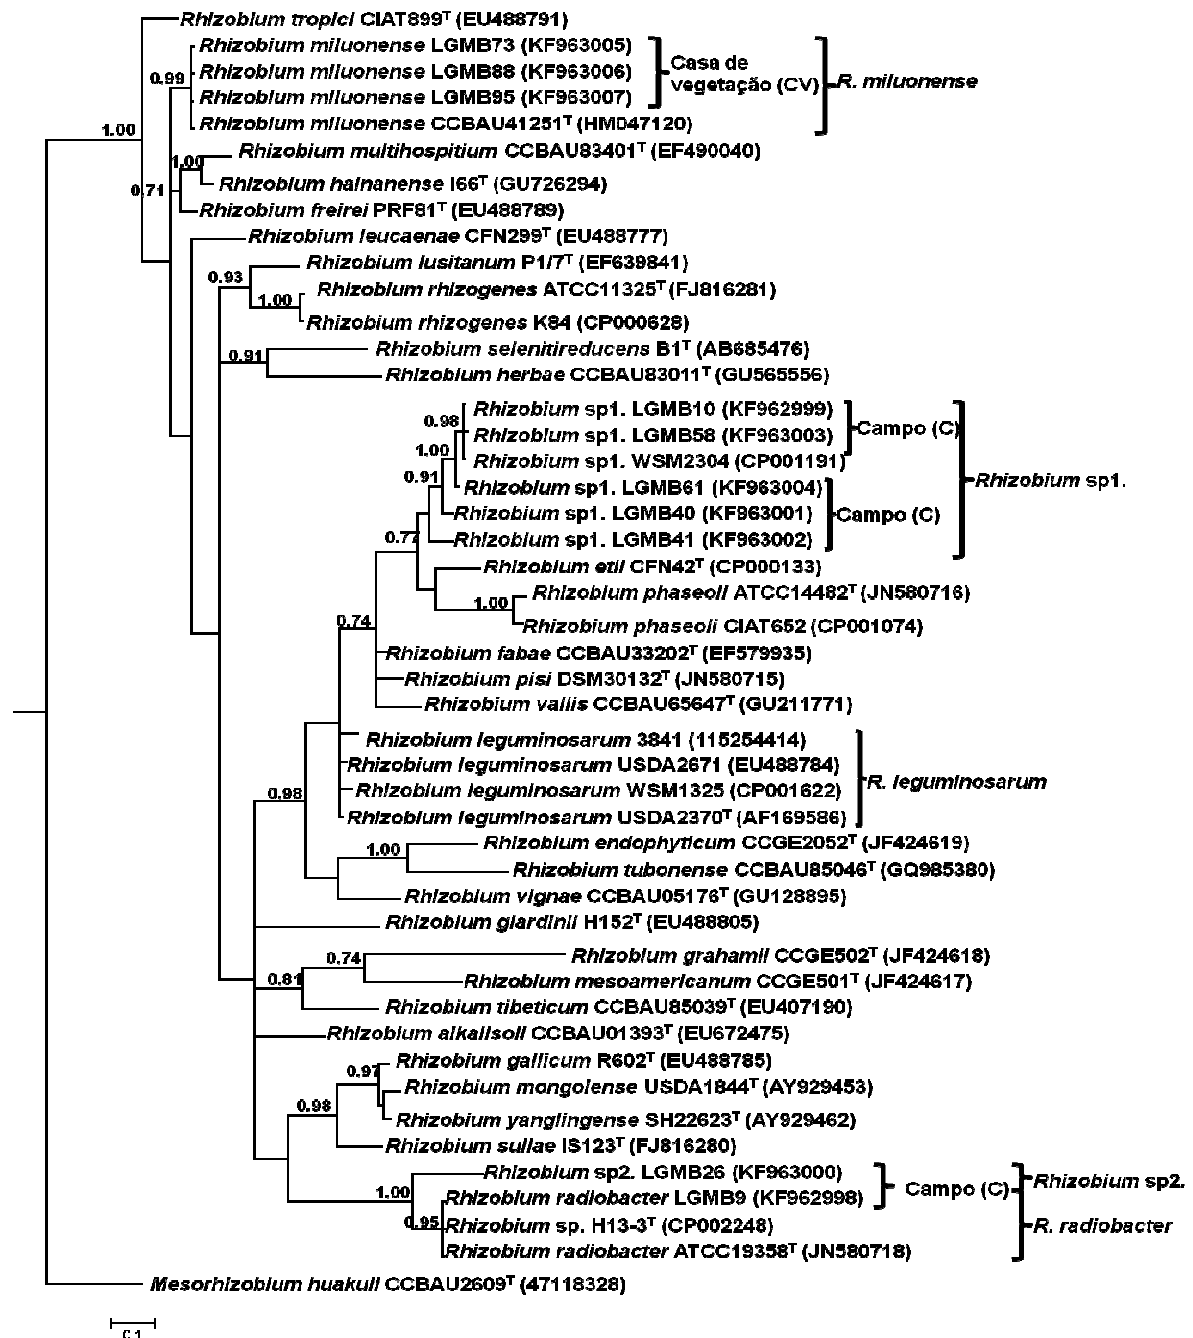 Rhizobium tropici CIAT899ᵀ (EU488791)
Rhizobium miluonense LGMB73 (KF963005)
Casa de
0.99
Rhizobium miluonense LGMB88 (KF963006)
vegetação (CV)
R. miluonense
Rhizobium miluonense LGMB95 (KF963007)
Rhizobium miluonense CCBAU41251ᵀ (HM047120)
1.00
Rhizobium multihospitium CCBAU83401ᵀ (EF490040)
1.00
Rhizobium hainanense I66ᵀ (GU726294)
0.71
Rhizobium freirei PRF81ᵀ (EU488789)
Rhizobium leucaenae CFN299ᵀ (EU488777)
Rhizobium lusitanum P1/7ᵀ (EF639841)
0.93
Rhizobium rhizogenes ATCC11325ᵀ (FJ816281)
1.00
Rhizobium rhizogenes K84 (CP000628)
Rhizobium selenitireducens B1ᵀ (AB685476)
0.91
Rhizobium herbae CCBAU83011ᵀ (GU565556)
Rhizobium sp1. LGMB10 (KF962999)
0.98
Campo (C)
Rhizobium sp1. LGMB58 (KF963003)
1.00
Rhizobium sp1. WSM2304 (CP001191)
0.91
Rhizobium sp1.
Rhizobium sp1. LGMB61 (KF963004)
Rhizobium sp1. LGMB40 (KF963001)
Campo (C)
0.77
Rhizobium sp1. LGMB41 (KF963002)
Rhizobium etli CFN42ᵀ (CP000133)
Rhizobium phaseoli ATCC14482ᵀ (JN580716)
1.00
Rhizobium phaseoli CIAT652 (CP001074)
0.74
Rhizobium fabae CCBAU33202ᵀ (EF579935)
Rhizobium pisi DSM30132ᵀ (JN580715)
Rhizobium vallis CCBAU65647ᵀ (GU211771)
Rhizobium leguminosarum 3841 (115254414)
Rhizobium leguminosarum USDA2671 (EU488784)
R. leguminosarum
Rhizobium leguminosarum WSM1325 (CP001622)
0.98
Rhizobium leguminosarum USDA2370ᵀ (AF169586)
Rhizobium endophyticum CCGE2052ᵀ (JF424619)
1.00
Rhizobium tubonense CCBAU85046ᵀ (GQ985380)
Rhizobium vignae CCBAU05176ᵀ (GU128895)
Rhizobium giardinii H152ᵀ (EU488805)
Rhizobium grahamii CCGE502ᵀ (JF424618)
0.74
Rhizobium mesoamericanum CCGE501ᵀ (JF424617)
0.81
Rhizobium tibeticum CCBAU85039ᵀ (EU407190)
Rhizobium alkalisoli CCBAU01393ᵀ (EU672475)
Rhizobium gallicum R602ᵀ (EU488785)
0.97
Rhizobium mongolense USDA1844ᵀ (AY929453)
0.98
Rhizobium yanglingense SH22623ᵀ (AY929462)
Rhizobium sullae IS123ᵀ (FJ816280)
Rhizobium sp2. LGMB26 (KF963000)
Rhizobium sp2.
1.00
Campo (C)
Rhizobium radiobacter LGMB9 (KF962998)
0.95
Rhizobium sp. H13-3ᵀ (CP002248)
R. radiobacter
Rhizobium radiobacter ATCC19358ᵀ (JN580718)
Mesorhizobium huakuii CCBAU2609ᵀ (47118328)
0.1